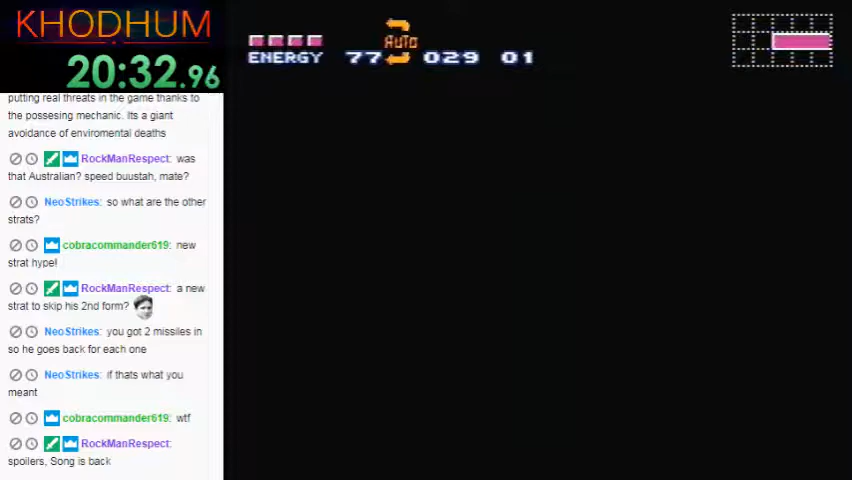 KHODHUM
20:32.96
AUTO
ENERGY 77 029 01
putting real threats in the game thanks to
the possesing mechanic. Its a giant
avoidance of enviromental deaths
RockManRespect: was
that Australian? speed buustah, mate?
NeoStrikes: so what are the other
strats?
cobracommander619: new
strat hype!
RockManRespect: a new
strat to skip his 2nd form?
NeoStrikes: you got 2 missiles in
so he goes back for each one
NeoStrikes: if thats what you
meant
cobracommander619: wtf
RockManRespect:
spoilers, Song is back